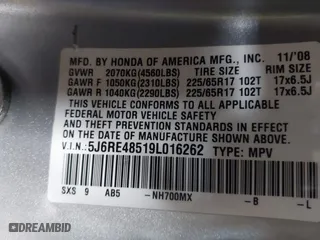 MFD. BY HONDA OF AMERICA MFG., INC. 11/'08
GVWR 2070KG(4560LBS) TIRE SIZE RIM SIZE
GAWR F 1050KG(2310LBS) 225/65R17 102T 17x6.5J
GAWR R 1040KG(2290LBS) 225/65R17 102T 17x6.5J
THIS VEHICLE CONFORMS TO ALL APPLICABLE
FEDERAL MOTOR VEHICLE SAFETY AND
THEFT PREVENTION STANDARDS IN EFFECT ON THE DATE OF
MANUFACTURE SHOWN ABOVE.
V.I.N.: 5J6RE48519L016262 TYPE: MPV
SXS 9 AB5 -NH700MX -B -L
DREAMBID